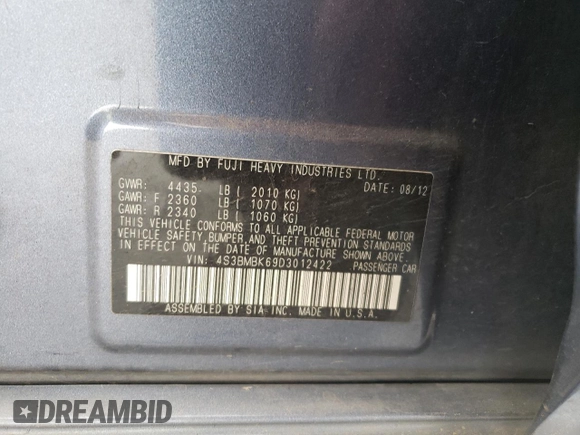 MFD. BY FUJI HEAVY INDUSTRIES LTD.
GVWR: 4435 LB ( 2010 KG) DATE: 08/12
GAWR: F 2360 LB ( 1070 KG)
GAWR: R 2340 LB ( 1060 KG)
THIS VEHICLE CONFORMS TO ALL APPLICABLE FEDERAL MOTOR
VEHICLE SAFETY, BUMPER, AND THEFT PREVENTION STANDARDS
IN EFFECT ON THE DATE OF MANUFACTURE SHOWN ABOVE.
VIN: 4S3BMBK69D3012422 PASSENGER CAR
ASSEMBLED BY SIA INC. MADE IN U.S.A.
DREAMBID